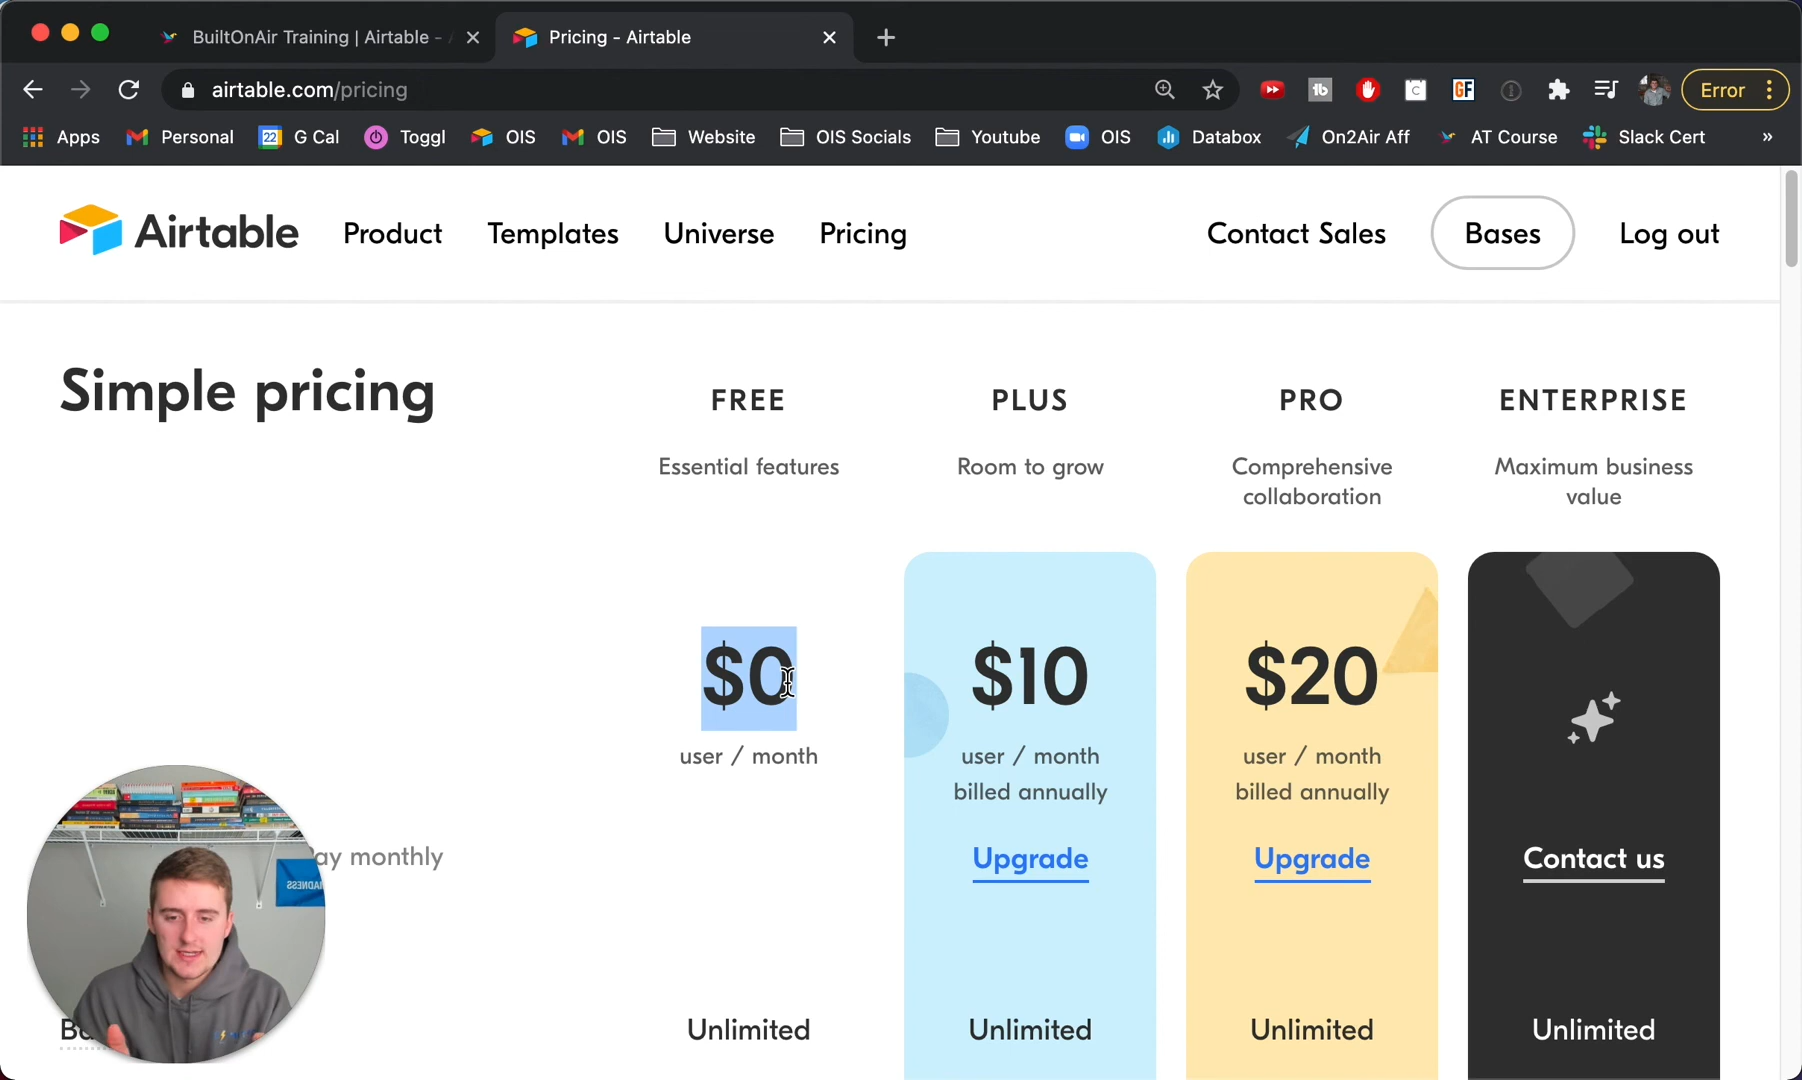 BuiltOnAir Training | Airtable -
Pricing - Airtable
airtable.com/pricing
Error
Apps
Personal
22
G Cal
Toggl
OIS
OIS
Website
OIS Socials
Youtube
OIS
Databox
On2Air Aff
AT Course
Slack Cert
»
Airtable
Product
Templates
Universe
Pricing
Contact Sales
Bases
Log out
Simple pricing
FREE
PLUS
PRO
ENTERPRISE
Essential features
Room to grow
Comprehensive
collaboration
Maximum business
value
$0
$10
$20
user / month
user / month
billed annually
user / month
billed annually
ay monthly
Upgrade
Upgrade
Contact us
Unlimited
Unlimited
Unlimited
Unlimited